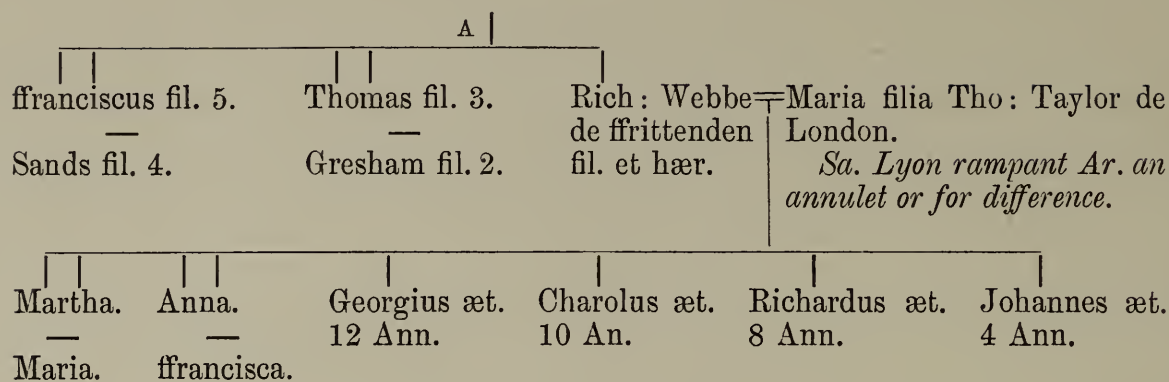 A
ffranciscus fil. 5.
Sands fil. 4.
Thomas fil. 3.
Gresham fil. 2.
Rich: Webbe
de ffrittenden
fil. et hær.
Maria filia Tho: Taylor de
London.
Sa. Lyon rampant Ar. an
annulet or for difference.
Martha.
Maria.
Anna.
ffrancisca.
Georgius æt.
12 Ann.
Charolus æt.
10 An.
Richardus æt.
8 Ann.
Johannes æt.
4 Ann.